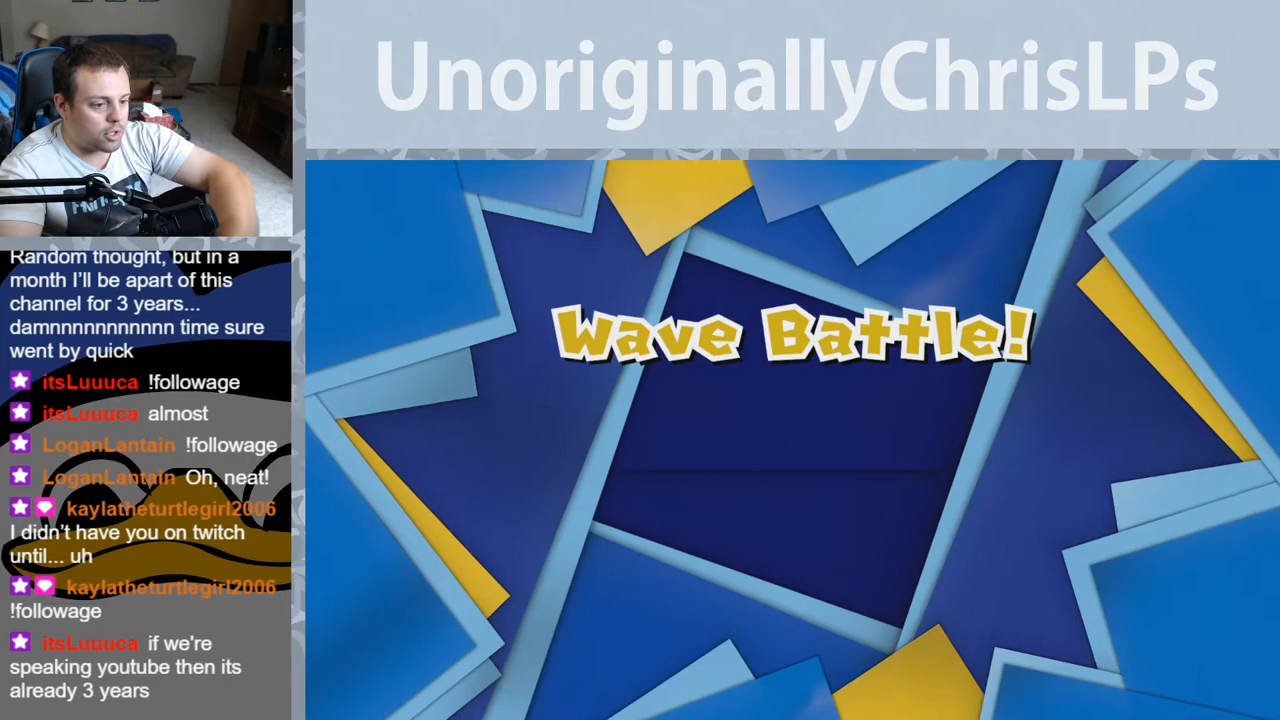 UnoriginallyChrisLPs
Wave Battle!
Random thought, but in a
month I'll be apart of this
channel for 3 years...
damnnnnnnnnnn time sure
went by quick
itsLuuuca !followage
itsLuuuca almost
LoganLantain !followage
LoganLantain Oh, neat!
kaylatheturtlegirl2006
I didn't have you on twitch
until... uh
kaylatheturtlegirl2006
!followage
itsLuuuca if we're
speaking youtube then its
already 3 years